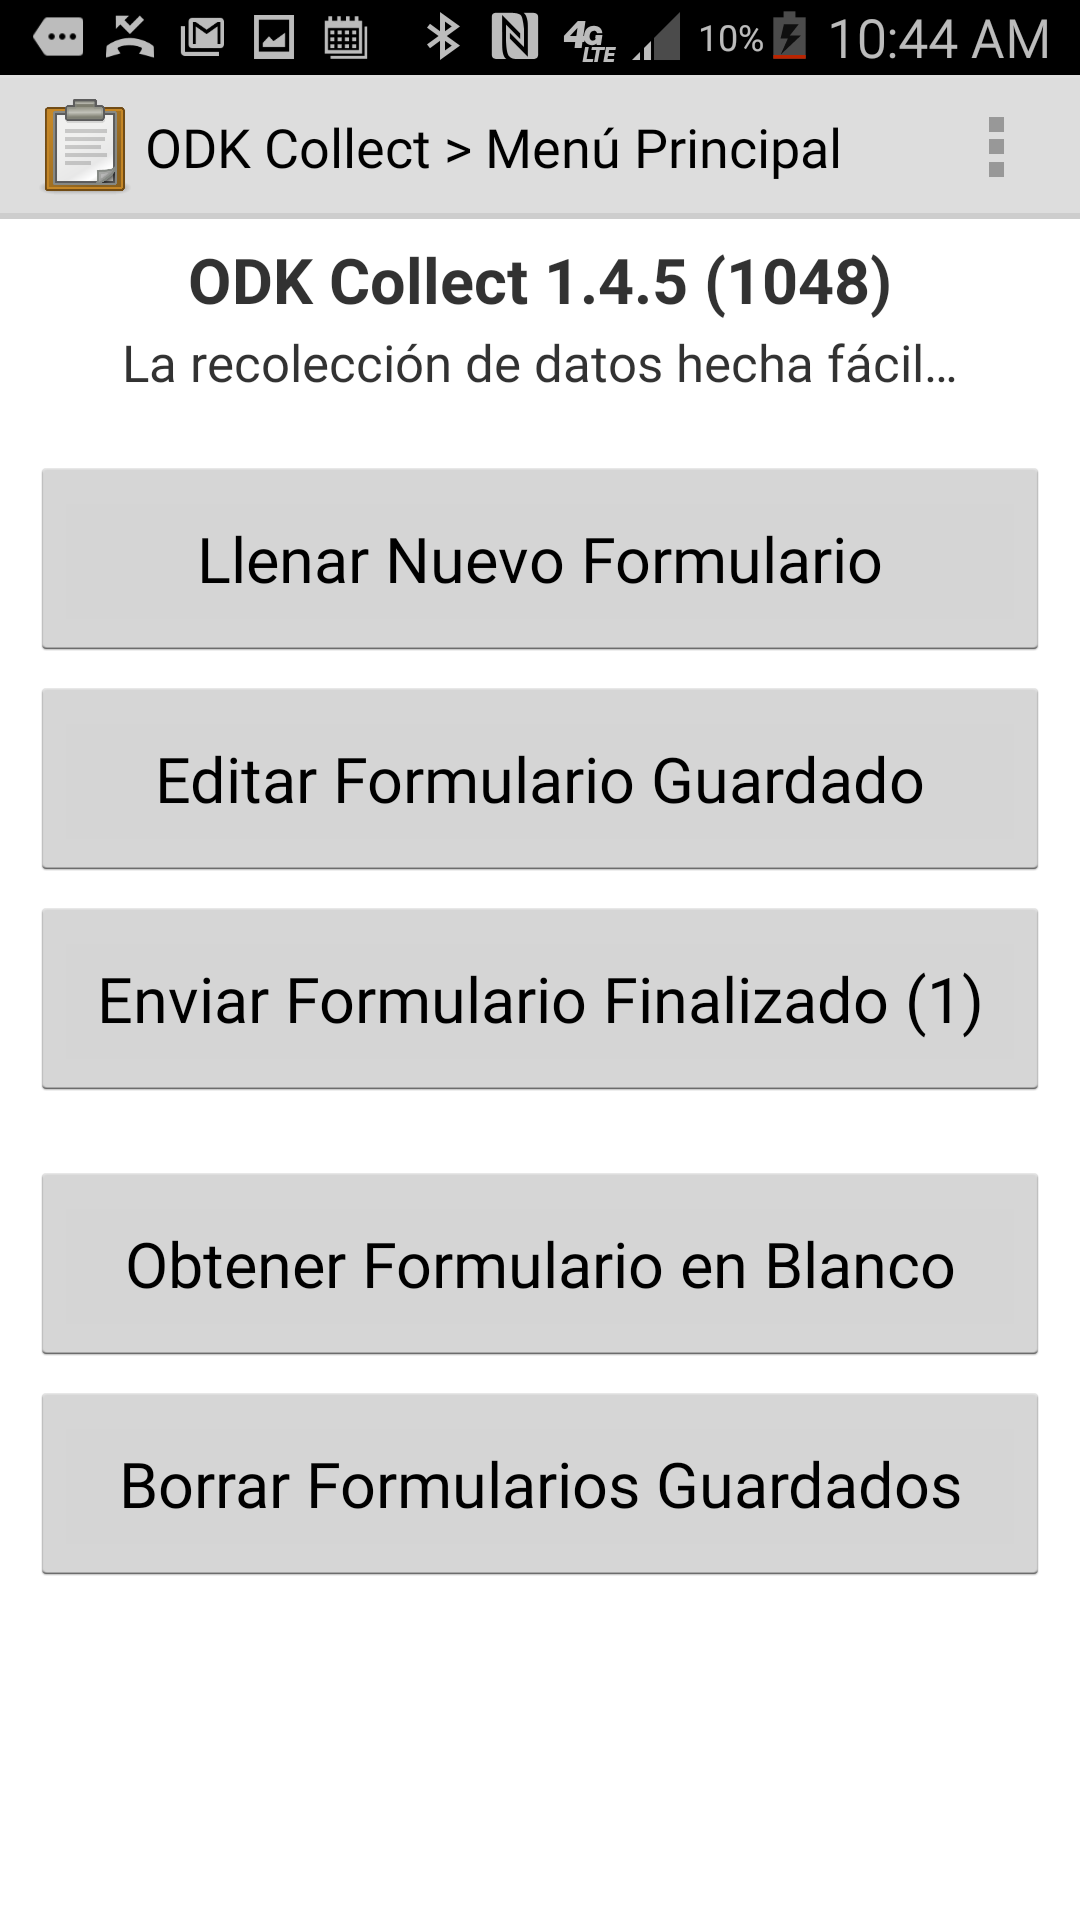 4G LTE 10% 10:44 AM
ODK Collect > Menú Principal
ODK Collect 1.4.5 (1048)
La recolección de datos hecha fácil...
Llenar Nuevo Formulario
Editar Formulario Guardado
Enviar Formulario Finalizado (1)
Obtener Formulario en Blanco
Borrar Formularios Guardados